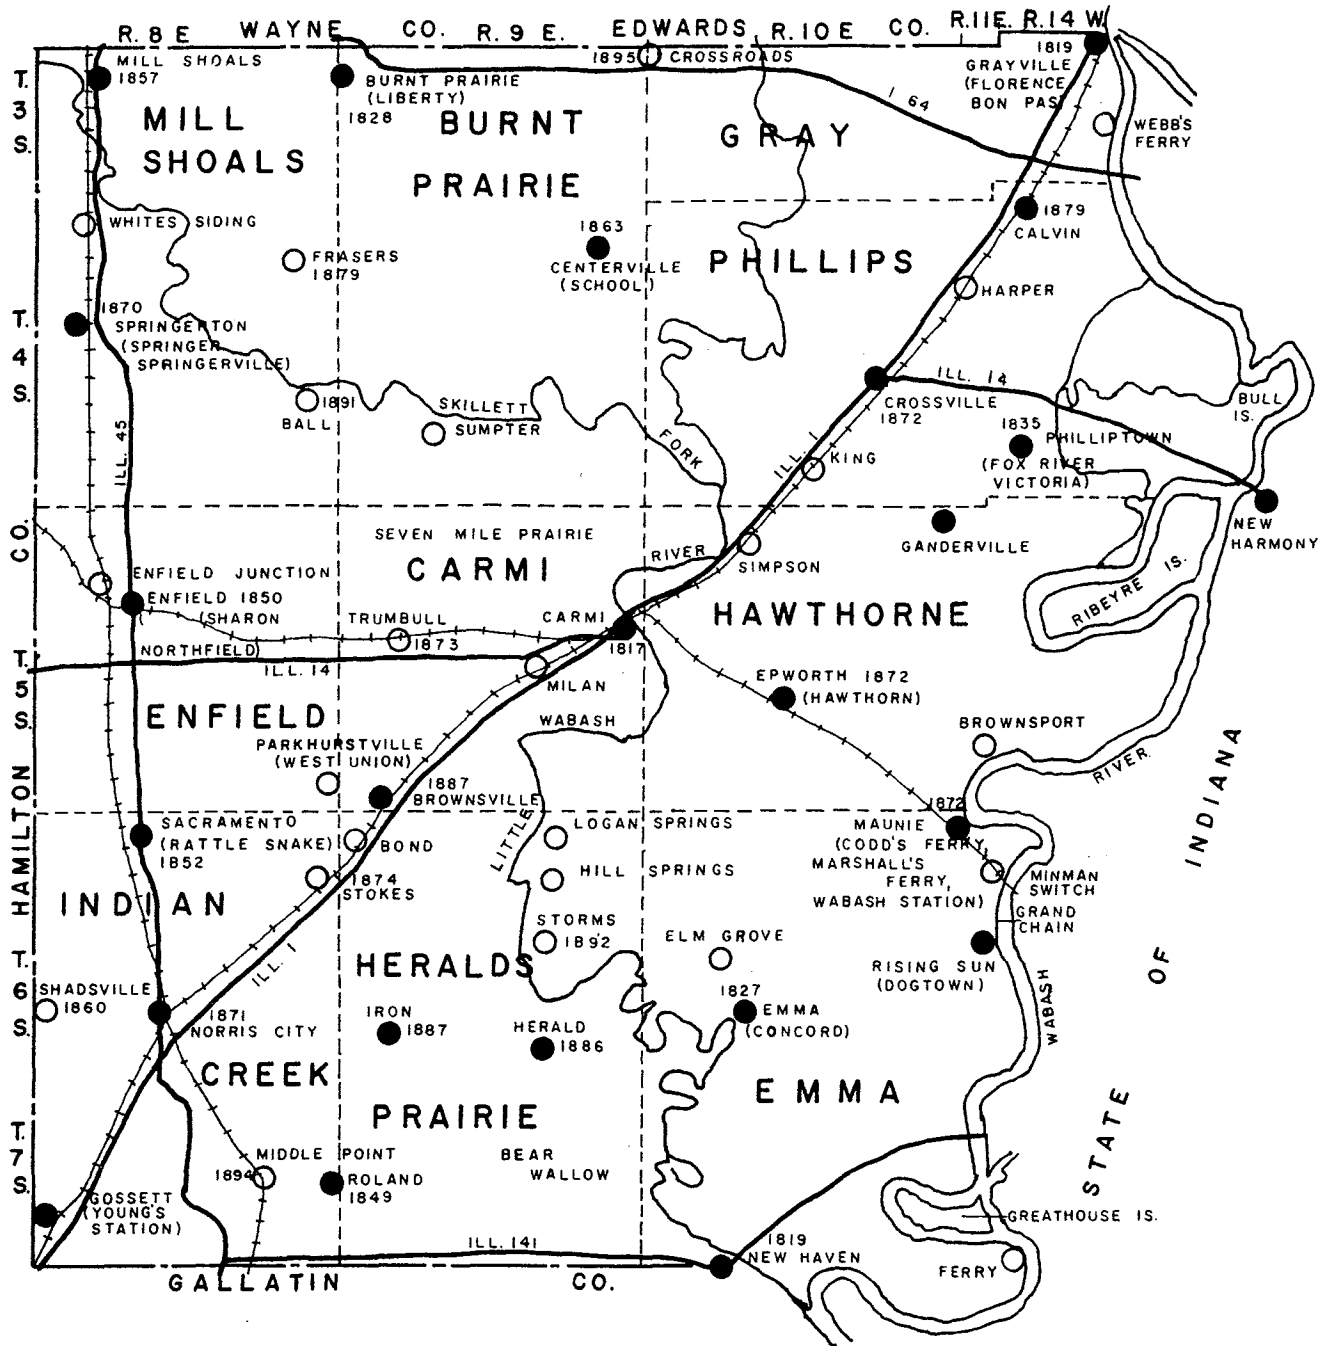 R. 8 E
WAYNE
CO.
R. 9 E.
EDWARDS
R. 10 E
CO.
R. 11 E.
R. 14 W
T.
3
S.
T.
4
S.
CO.
T.
5
S.
HAMILTON
T.
6
S.
T.
7
S.
MILL SHOALS
1857
MILL
SHOALS
BURNT PRAIRIE
(LIBERTY)
1828
BURNT
PRAIRIE
1895
CROSSROADS
1819
GRAYVILLE
(FLORENCE
BON PAS
I 64
WEBB'S
FERRY
GRAY
WHITES SIDING
FRASERS
1879
1863
CENTERVILLE
(SCHOOL)
PHILLIPS
1879
CALVIN
HARPER
1870
SPRINGERTON
(SPRINGER
SPRINGERVILLE)
1891
BALL
SKILLETT
SUMPTER
FORK
ILL. 45
ILL. 1
CROSSVILLE
1872
ILL. 14
BULL
IS.
1835
PHILLIPTOWN
(FOX RIVER
VICTORIA)
KING
NEW
HARMONY
SEVEN MILE PRAIRIE
CARMI
RIVER
SIMPSON
GANDERVILLE
ENFIELD JUNCTION
ENFIELD 1850
(SHARON
NORTHFIELD)
TRUMBULL
1873
CARMI
1817
HAWTHORNE
RIBEYRE IS.
ILL. 14
MILAN
EPWORTH 1872
(HAWTHORN)
ENFIELD
WABASH
BROWNSPORT
RIVER
INDIANA
PARKHURSTVILLE
(WEST UNION)
1887
BROWNSVILLE
LITTLE
SACRAMENTO
(RATTLE SNAKE)
1852
BOND
1874
STOKES
LOGAN SPRINGS
HILL SPRINGS
1872
MAUNIE
(CODD'S FERRY,
MARSHALL'S
FERRY,
WABASH STATION)
MINMAN
SWITCH
GRAND
CHAIN
INDIAN
ILL. 1
STORMS
1892
ELM GROVE
RISING SUN
(DOGTOWN)
WABASH
OF
HERALDS
SHADSVILLE
1860
1871
NORRIS CITY
IRON
1887
HERALD
1886
1827
EMMA
(CONCORD)
CREEK
PRAIRIE
EMMA
STATE
MIDDLE POINT
1894
ROLAND
1849
BEAR
WALLOW
GOSSETT
(YOUNG'S
STATION)
GREATHOUSE IS.
ILL. 141
1819
NEW HAVEN
FERRY
GALLATIN
CO.